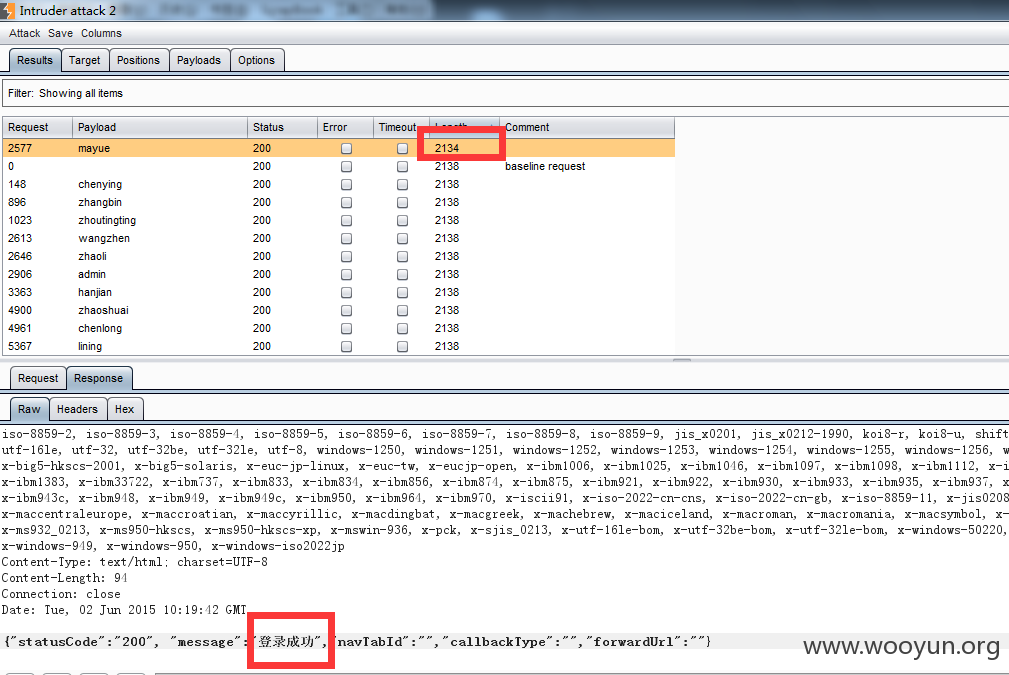 Intruder attack 2
Attack Save Columns
Results Target Positions Payloads Options
Filter: Showing all items
Request Payload Status Error Timeout Length Comment
2577 mayue 200 2134
0 200 2138 baseline request
148 chenying 200 2138
896 zhangbin 200 2138
1023 zhoutingting 200 2138
2613 wangzhen 200 2138
2646 zhaoli 200 2138
2906 admin 200 2138
3363 hanjian 200 2138
4900 zhaoshuai 200 2138
4961 chenlong 200 2138
5367 lining 200 2138
Request Response
Raw Headers Hex
iso-8859-2, iso-8859-3, iso-8859-4, iso-8859-5, iso-8859-6, iso-8859-7, iso-8859-8, iso-8859-9, jis_x0201, jis_x0212-1990, koi8-r, koi8-u, shift
utf-16le, utf-32, utf-32be, utf-32le, utf-8, windows-1250, windows-1251, windows-1252, windows-1253, windows-1254, windows-1255, windows-1256, w
x-big5-hkscs-2001, x-big5-solaris, x-euc-jp-linux, x-euc-tw, x-eucjp-open, x-ibm1006, x-ibm1025, x-ibm1046, x-ibm1097, x-ibm1098, x-ibm1112, x-i
x-ibm1383, x-ibm33722, x-ibm737, x-ibm833, x-ibm834, x-ibm856, x-ibm874, x-ibm875, x-ibm921, x-ibm922, x-ibm930, x-ibm933, x-ibm935, x-ibm937, x
x-ibm943c, x-ibm948, x-ibm949, x-ibm949c, x-ibm950, x-ibm964, x-ibm970, x-iscii91, x-iso-2022-cn-cns, x-iso-2022-cn-gb, x-iso-8859-11, x-jis0208
x-maccentraleurope, x-maccroatian, x-maccyrillic, x-macdingbat, x-macgreek, x-machebrew, x-maciceland, x-macroman, x-macromania, x-macsymbol, x-
x-ms932_0213, x-ms950-hkscs, x-ms950-hkscs-xp, x-mswin-936, x-pck, x-sjis_0213, x-utf-16le-bom, x-utf-32be-bom, x-utf-32le-bom, x-windows-50220,
x-windows-949, x-windows-950, x-windows-iso2022jp
Content-Type: text/html; charset=UTF-8
Content-Length: 94
Connection: close
Date: Tue, 02 Jun 2015 10:19:42 GMT
{"statusCode":"200", "message":"登录成功","navTabId":"","callbackType":"","forwardUrl":""}
www.wooyun.org